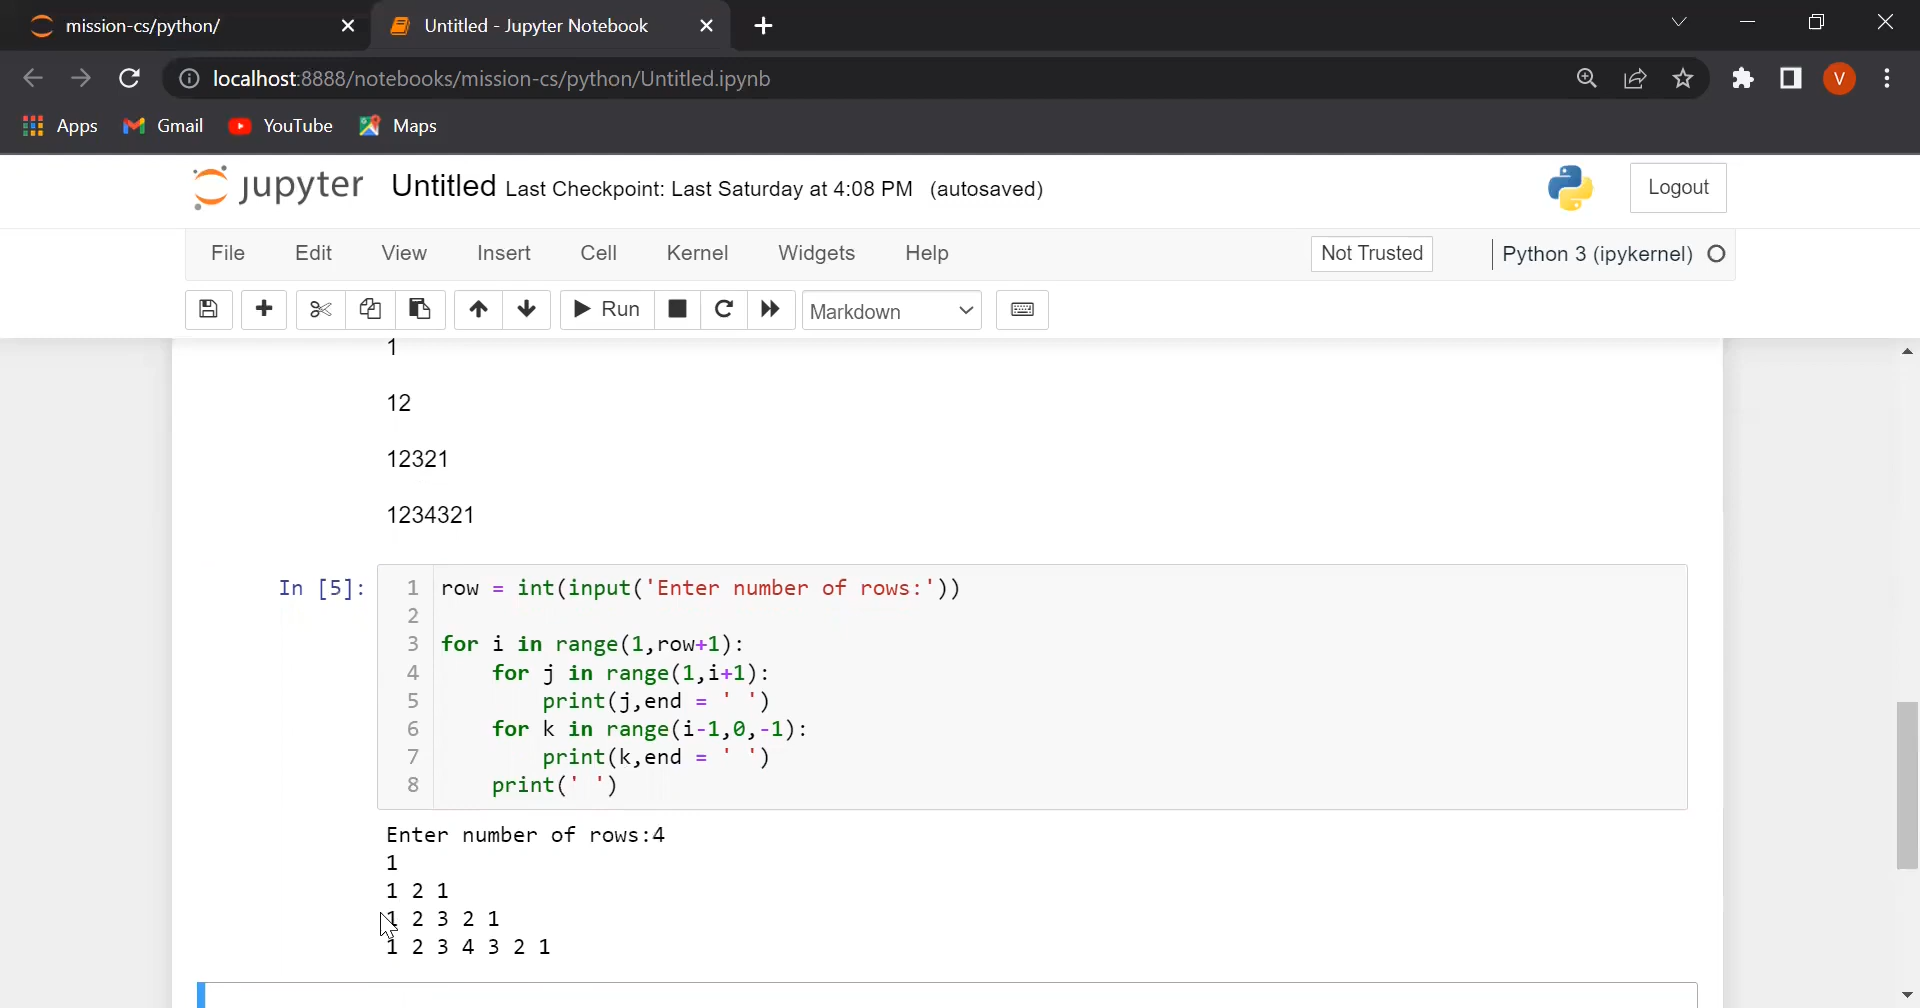 mission-cs/python/
Untitled - Jupyter Notebook
localhost:8888/notebooks/mission-cs/python/Untitled.ipynb
V
Apps Gmail YouTube Maps
jupyter Untitled Last Checkpoint: Last Saturday at 4:08 PM (autosaved)
Logout
File Edit View Insert Cell Kernel Widgets Help Not Trusted Python 3 (ipykernel)
Run Markdown
1
12
12321
1234321
In [5]:
1 row = int(input('Enter number of rows:'))
2
3 for i in range(1,row+1):
4     for j in range(1,i+1):
5         print(j,end = ' ')
6     for k in range(i-1,0,-1):
7         print(k,end = ' ')
8     print(' ')
Enter number of rows:4
1
1 2 1
1 2 3 2 1
1 2 3 4 3 2 1